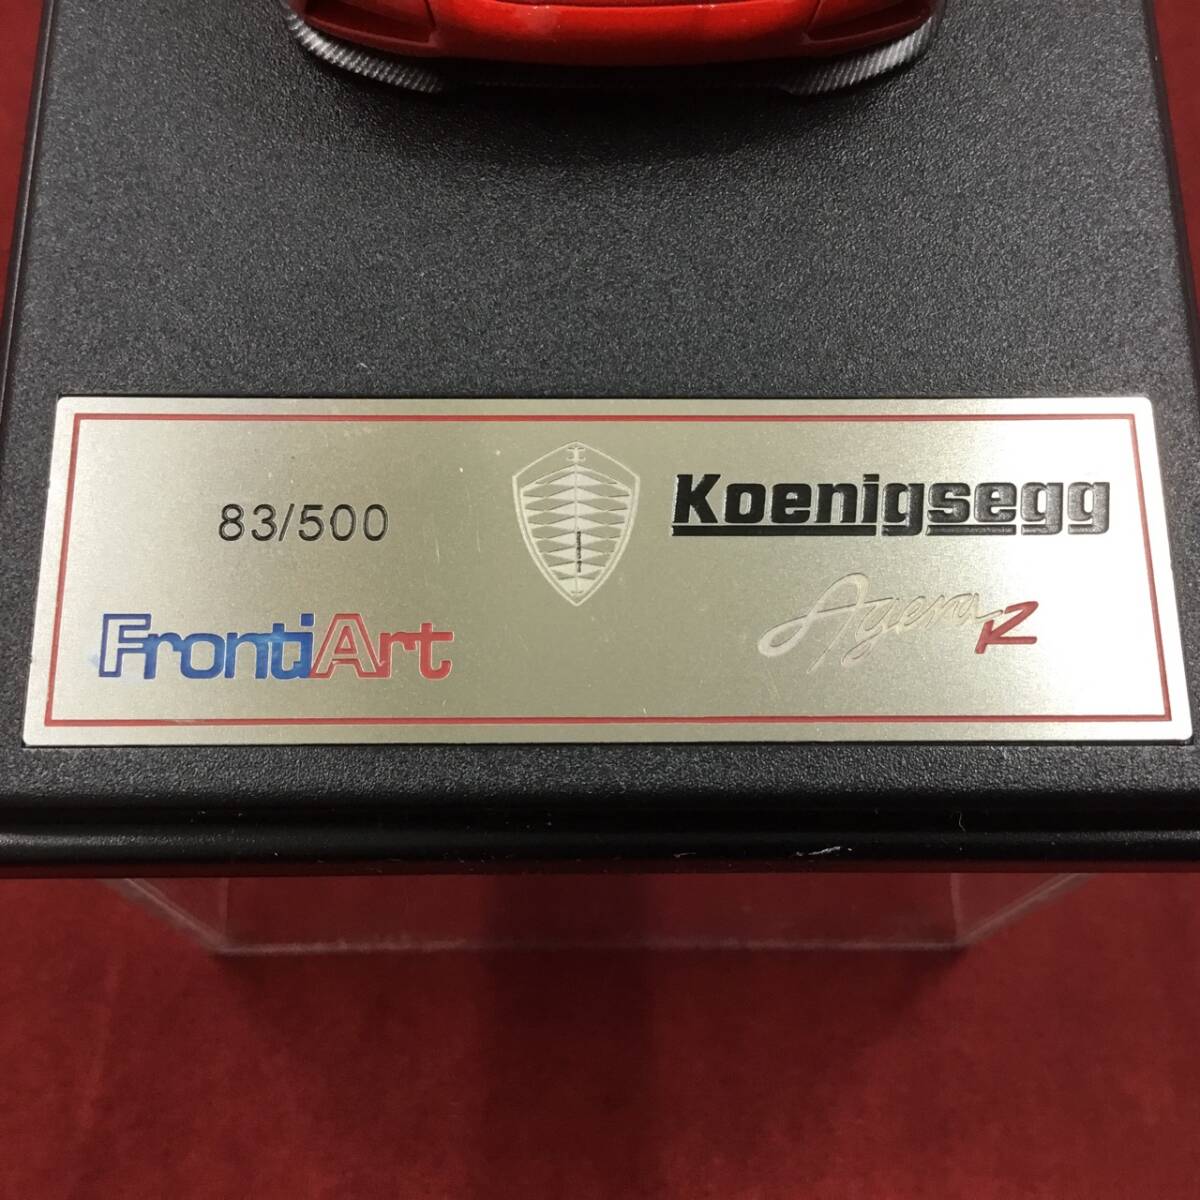 83/500
Koenigsegg
FrontiArt
Agera R